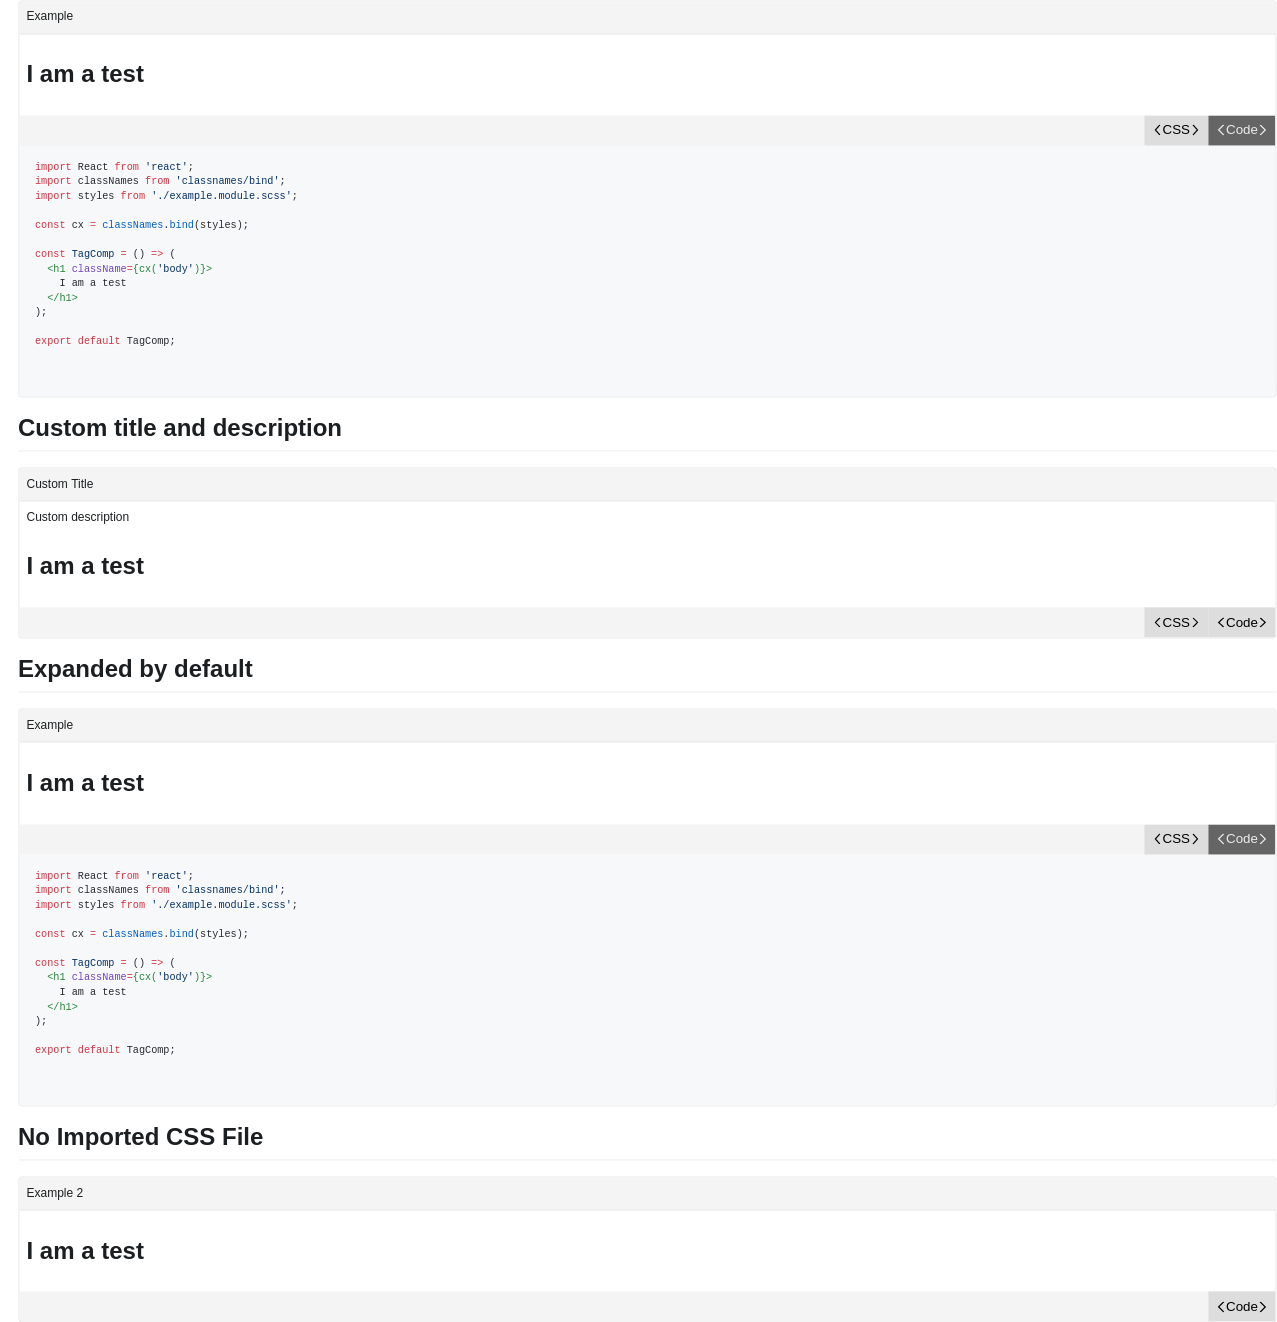 Example
I am a test
CSS Code
import React from 'react';
import classNames from 'classnames/bind';
import styles from './example.module.scss';
const cx = classNames.bind(styles);
const TagComp = () => (
  <h1 className={cx('body')}>
    I am a test
  </h1>
);
export default TagComp;
Custom title and description
Custom Title
Custom description
I am a test
CSS Code
Expanded by default
Example
I am a test
CSS Code
import React from 'react';
import classNames from 'classnames/bind';
import styles from './example.module.scss';
const cx = classNames.bind(styles);
const TagComp = () => (
  <h1 className={cx('body')}>
    I am a test
  </h1>
);
export default TagComp;
No Imported CSS File
Example 2
I am a test
Code